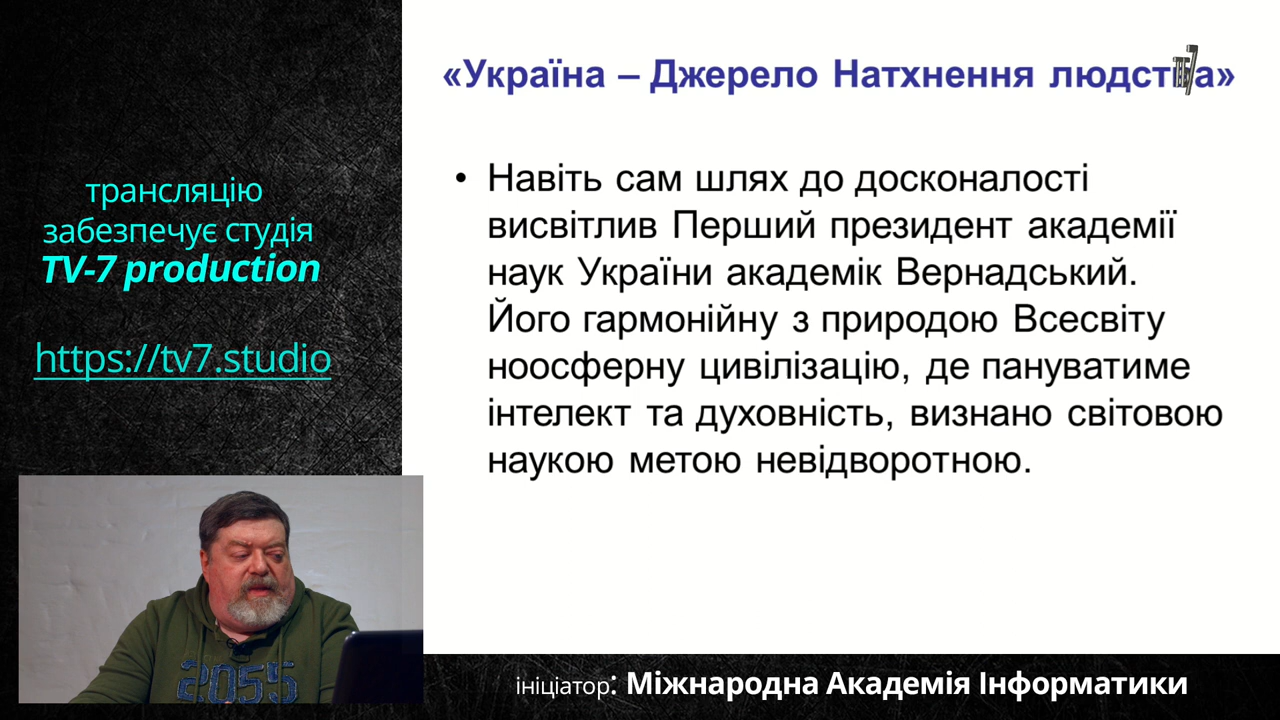 «Україна – Джерело Натхнення людства»
• Навіть сам шлях до досконалості
висвітлив Перший президент академії
наук України академік Вернадський.
Його гармонійну з природою Всесвіту
ноосферну цивілізацію, де пануватиме
інтелект та духовність, визнано світовою
наукою метою невідворотною.
трансляцію
забезпечує студія
TV-7 production
https://tv7.studio
2055
ініціатор: Міжнародна Академія Інформатики